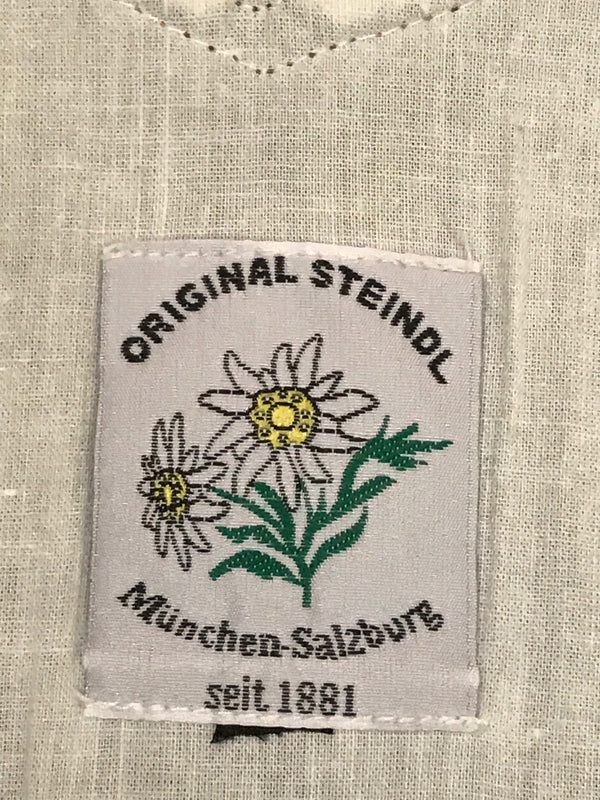 ORIGINAL STEINDL
München-Salzburg
seit 1881